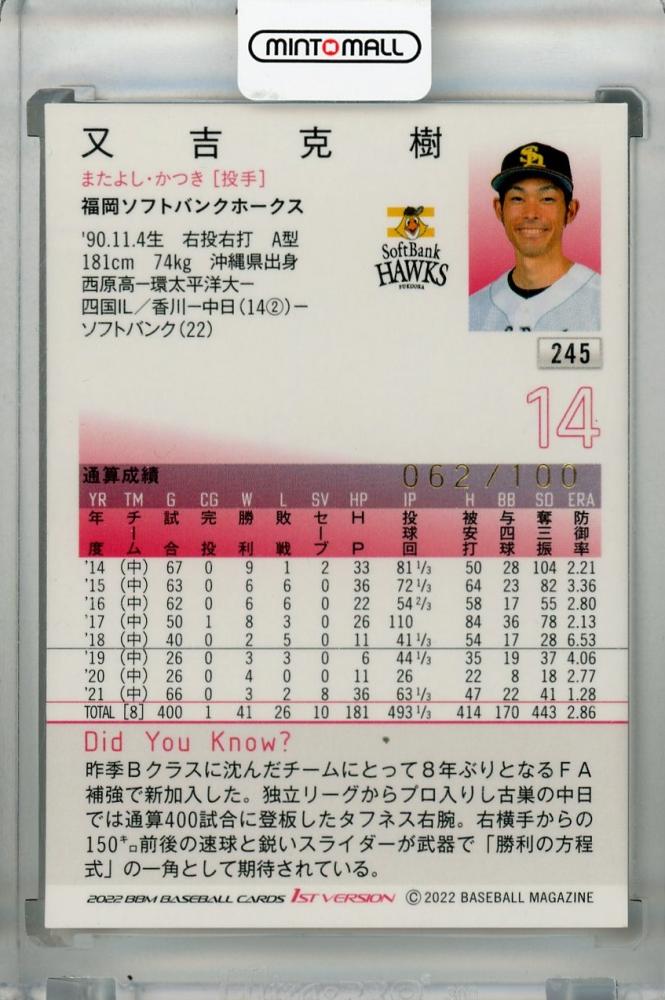 MINTOMALL
又吉克樹
またよし・かつき [投手]
福岡ソフトバンクホークス
'90.11.4生 右投右打 A型
181cm 74kg 沖縄県出身
西原高ー環太平洋大ー
四国IL／香川ー中日(14②)ー
ソフトバンク(22)
SoftBank
HAWKS
FUKUOKA
245
14
通算成績 062/100
YR TM G CG W L SV HP IP H BB SO ERA
年度 チーム 試合 完投 勝利 敗戦 セーブ HP 投球回 被安打 与四球 奪三振 防御率
'14 (中) 67 0 9 1 2 33 81 1/3 50 28 104 2.21
'15 (中) 63 0 6 6 0 36 72 1/3 64 23 82 3.36
'16 (中) 62 0 6 6 0 22 54 2/3 58 17 55 2.80
'17 (中) 50 1 8 3 0 26 110 84 36 78 2.13
'18 (中) 40 0 2 5 0 11 41 1/3 54 17 28 6.53
'19 (中) 26 0 3 3 0 6 44 1/3 35 19 37 4.06
'20 (中) 26 0 4 0 0 11 26 22 8 18 2.77
'21 (中) 66 0 3 2 8 36 63 1/3 47 22 41 1.28
TOTAL [8] 400 1 41 26 10 181 493 1/3 414 170 443 2.86
Did You Know?
昨季Bクラスに沈んだチームにとって8年ぶりとなるFA
補強で新加入した。独立リーグからプロ入りし古巣の中日
では通算400試合に登板したタフネス右腕。右横手からの
150㌔前後の速球と鋭いスライダーが武器で「勝利の方程
式」の一角として期待されている。
2022 BBM BASEBALL CARDS 1ST VERSION © 2022 BASEBALL MAGAZINE